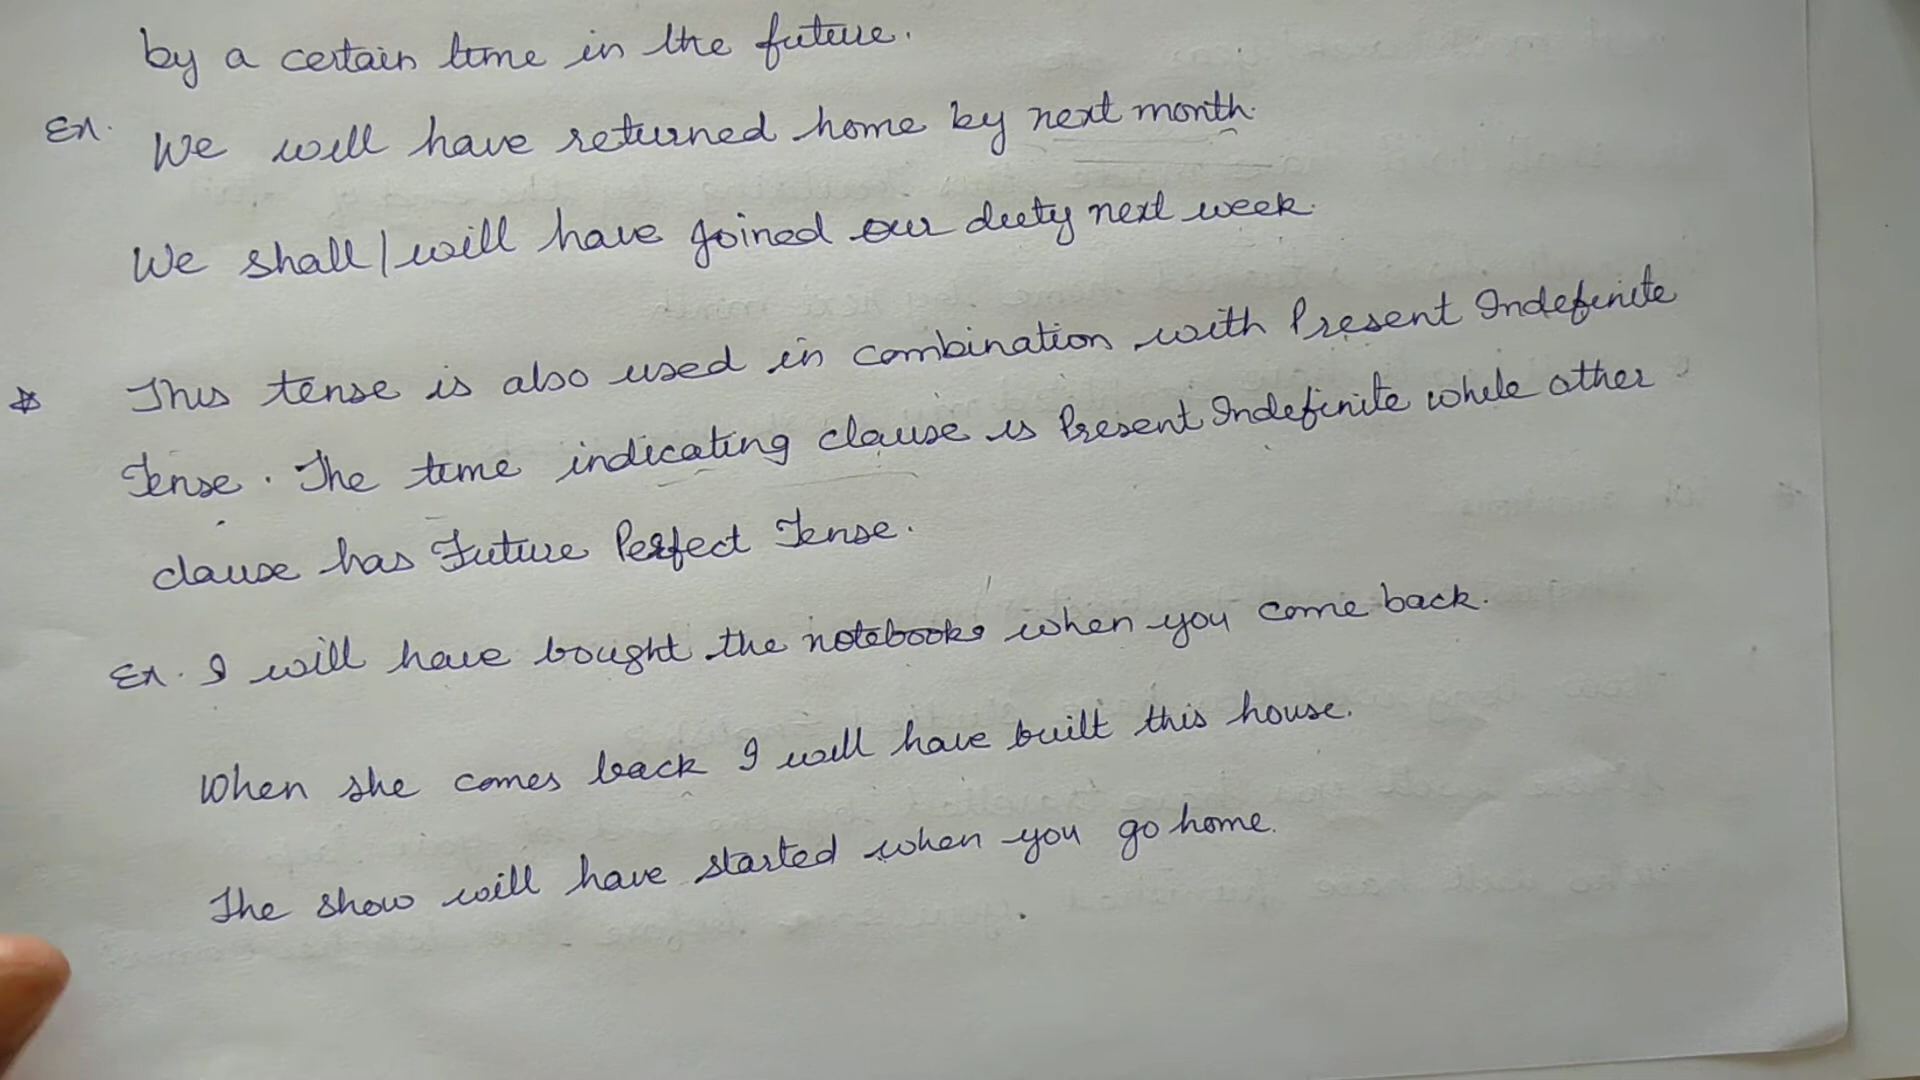 by a certain time in the future.
Ex. We will have returned home by next month.
We shall/will have joined our duty next week.
This tense is also used in combination with Present Indefinite
Tense. The time indicating clause is Present Indefinite while other
clause has Future Perfect Tense.
Ex. I will have bought the notebooks when you come back.
When she comes back I will have built this house.
The show will have started when you go home.